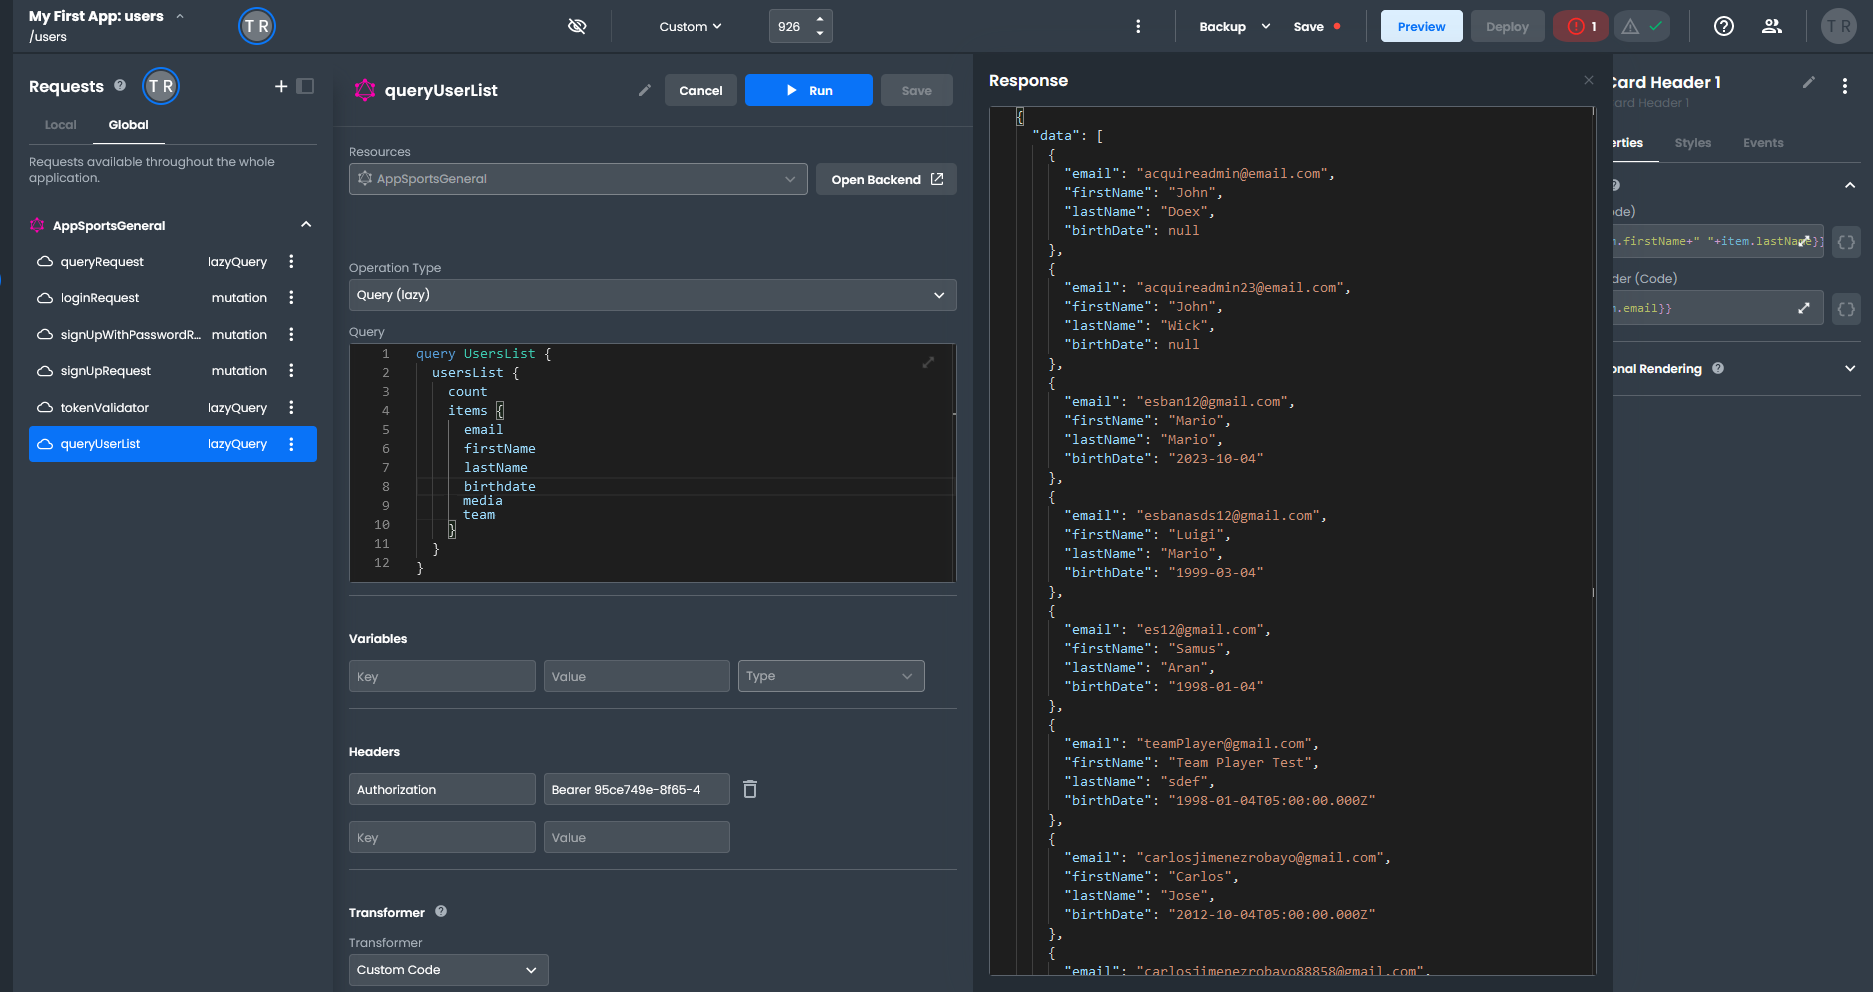 My First App: users
/users
T R
Custom
926
Backup
Save
Preview
Deploy
1
T R
Requests
T R
Local
Global
Requests available throughout the whole
application.
AppSportsGeneral
queryRequest lazyQuery
loginRequest mutation
signUpWithPasswordR... mutation
signUpRequest mutation
tokenValidator lazyQuery
queryUserList lazyQuery
queryUserList
Cancel
Run
Save
Resources
AppSportsGeneral
Open Backend
Operation Type
Query (lazy)
Query
1 query UsersList {
2 usersList {
3 count
4 items {
5 email
6 firstName
7 lastName
8 birthdate
9 media
team
10 }
11 }
12 }
Variables
Key
Value
Type
Headers
Authorization
Bearer 95ce749e-8f65-4
Key
Value
Transformer
Transformer
Custom Code
Response
{
"data": [
{
"email": "acquireadmin@email.com",
"firstName": "John",
"lastName": "Doex",
"birthDate": null
},
{
"email": "acquireadmin23@email.com",
"firstName": "John",
"lastName": "Wick",
"birthDate": null
},
{
"email": "esban12@gmail.com",
"firstName": "Mario",
"lastName": "Mario",
"birthDate": "2023-10-04"
},
{
"email": "esbanasds12@gmail.com",
"firstName": "Luigi",
"lastName": "Mario",
"birthDate": "1999-03-04"
},
{
"email": "es12@gmail.com",
"firstName": "Samus",
"lastName": "Aran",
"birthDate": "1998-01-04"
},
{
"email": "teamPlayer@gmail.com",
"firstName": "Team Player Test",
"lastName": "sdef",
"birthDate": "1998-01-04T05:00:00.000Z"
},
{
"email": "carlosjimenezrobayo@gmail.com",
"firstName": "Carlos",
"lastName": "Jose",
"birthDate": "2012-10-04T05:00:00.000Z"
},
{
"email": "carlosjimenezrobayo88858@gmail.com",
Card Header 1
ard Header 1
erties
Styles
Events
ode)
.firstName+" "+item.lastName}}
der (Code)
.email}}
onal Rendering